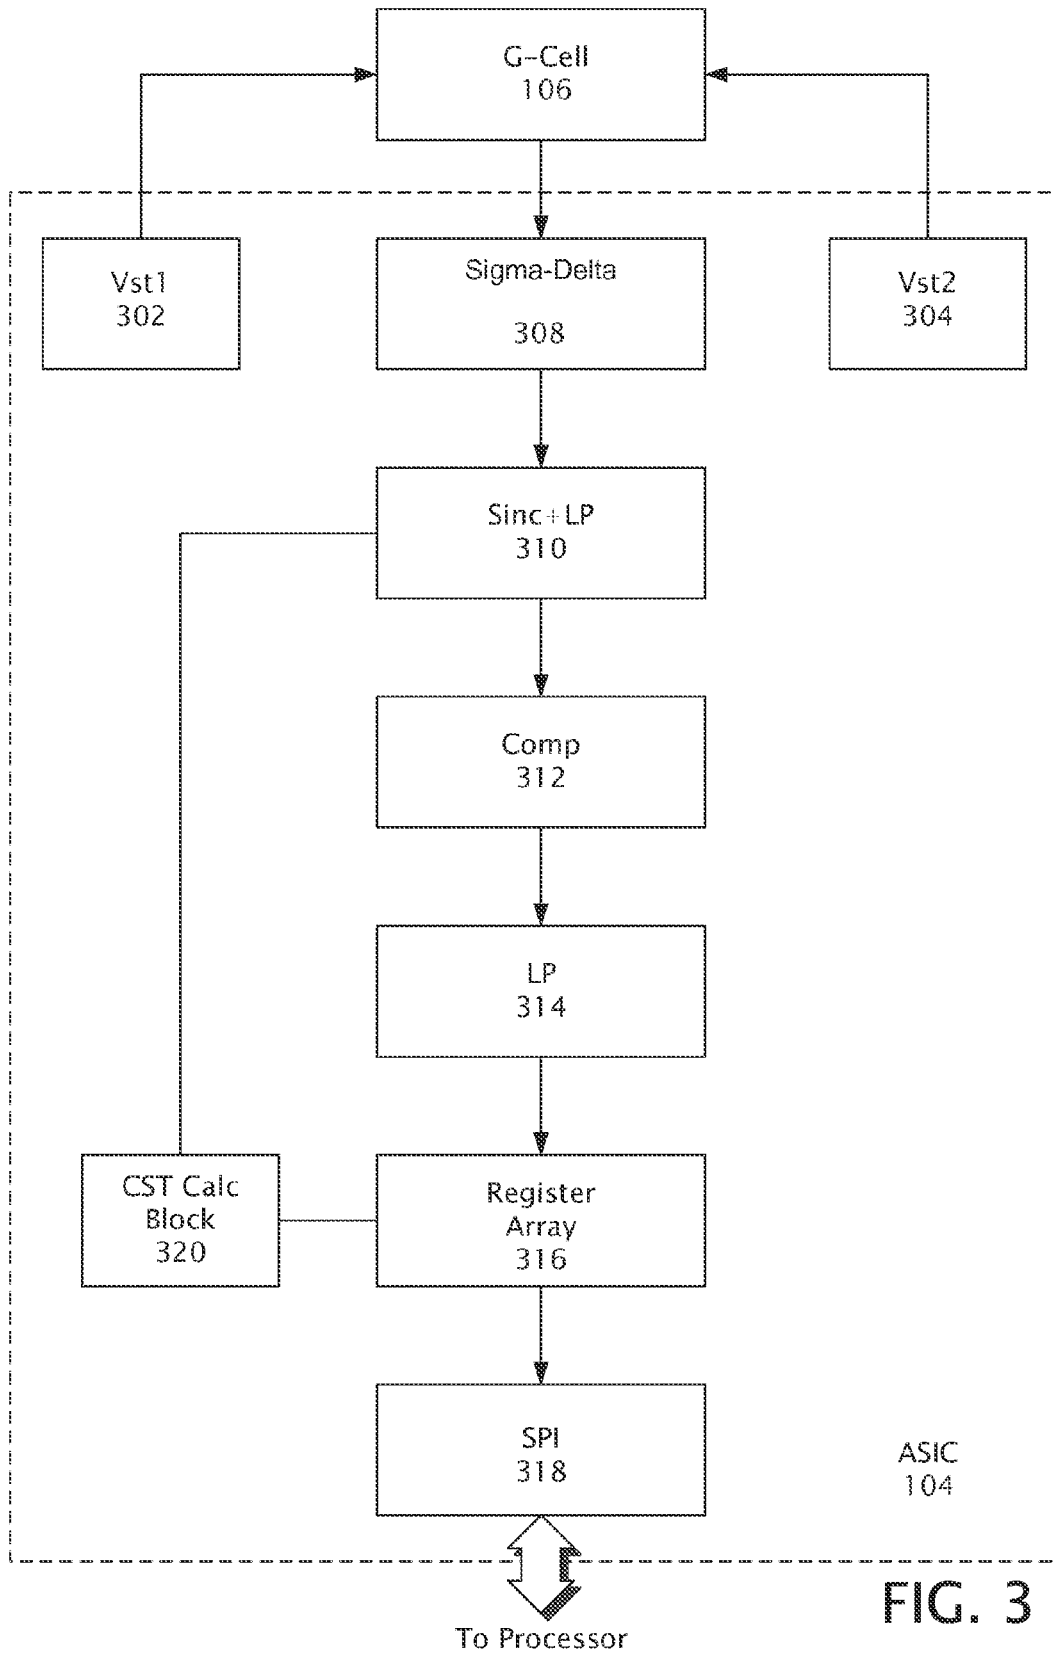 G-Cell
106
Vst1
302
Sigma-Delta
308
Vst2
304
Sinc+LP
310
Comp
312
LP
314
CST Calc
Block
320
Register
Array
316
SPI
318
ASIC
104
To Processor
FIG. 3